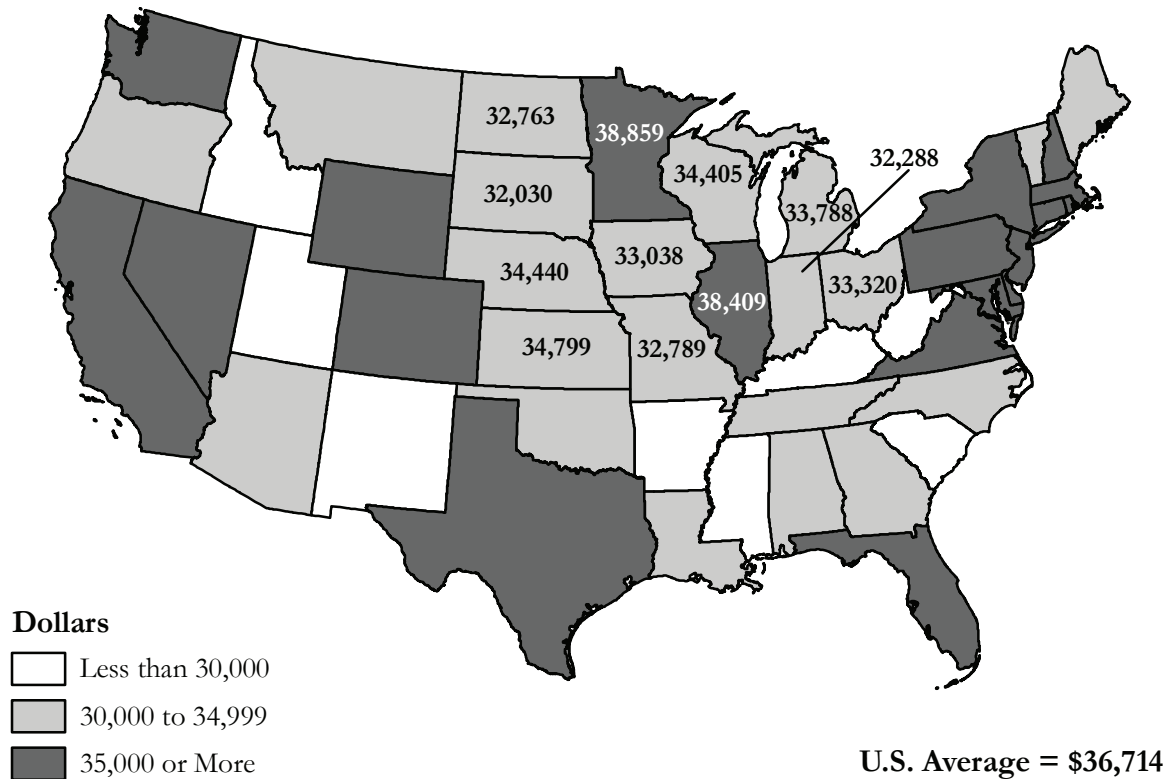 32,763
38,859
32,288
34,405
32,030
33,788
33,038
34,440
33,320
38,409
34,799
32,789
Dollars
Less than 30,000
30,000 to 34,999
35,000 or More
U.S. Average = $36,714